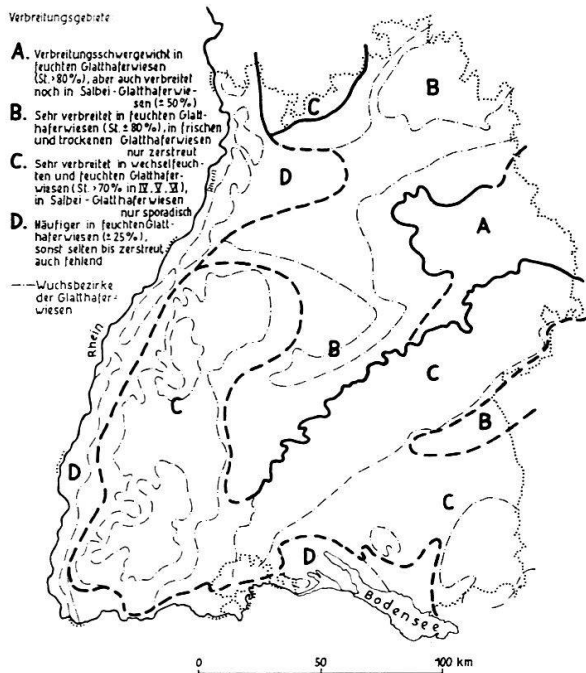 Verbreitungsgebiete
A. Verbreitungsschwergewicht in
feuchten Glatthaferwiesen
(St.>80%), aber auch verbreitet
noch in Salbei-Glatthaferwie-
sen (±50%)
B. Sehr verbreitet in feuchten Glatt-
haferwiesen (St.±80%), in frischen
und trockenen Glatthaferwiesen
nur zerstreut
C. Sehr verbreitet in wechselfeuch-
ten und feuchten Glatthafer-
wiesen (St.>70% in IV, V, VI),
in Salbei-Glatthaferwiesen
nur sporadisch
D. Häufiger in feuchten Glatt-
haferwiesen (±25%),
sonst selten bis zerstreut,
auch fehlend
Wuchsbezirke
der Glatthafer-
wiesen
C
B
D
A
Rhein
Rhein
B
C
C
B
D
C
D
Bodensee
0 50 100 km